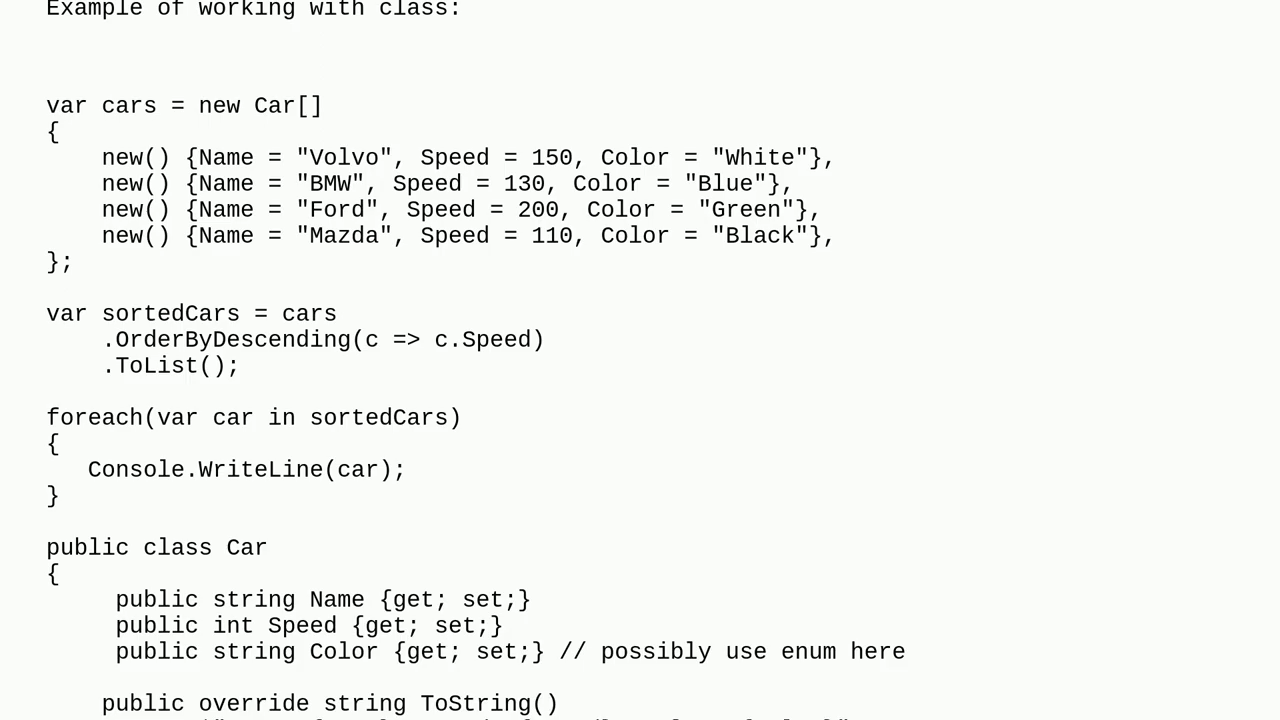 Example of working with class:
var cars = new Car[]
{
new() {Name = "Volvo", Speed = 150, Color = "White"},
new() {Name = "BMW", Speed = 130, Color = "Blue"},
new() {Name = "Ford", Speed = 200, Color = "Green"},
new() {Name = "Mazda", Speed = 110, Color = "Black"},
};
var sortedCars = cars
.OrderByDescending(c => c.Speed)
.ToList();
foreach(var car in sortedCars)
{
Console.WriteLine(car);
}
public class Car
{
public string Name {get; set;}
public int Speed {get; set;}
public string Color {get; set;} // possibly use enum here
public override string ToString()